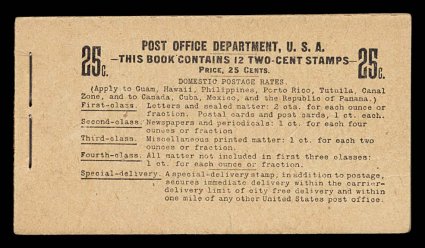 25c.
POST OFFICE DEPARTMENT, U. S. A.
25c.
—THIS BOOK CONTAINS 12 TWO-CENT STAMPS—
PRICE, 25 CENTS.
DOMESTIC POSTAGE RATES.
(Apply to Guam, Hawaii, Philippines, Porto Rico, Tutuila, Canal
Zone, and to Canada, Cuba, Mexico, and the Republic of Panama.)
First-class. Letters and sealed matter: 2 cts. for each ounce or
fraction. Postal cards and post cards, 1 ct. each.
Second-class. Newspapers and periodicals: 1 ct. for each four
ounces or fraction.
Third-class. Miscellaneous printed matter: 1 ct. for each two
ounces or fraction.
Fourth-class. All matter not included in first three classes:
1 ct. for each ounce or fraction.
Special-delivery. A special-delivery stamp, in addition to postage,
secures immediate delivery within the carrier-
delivery limit of city free delivery and within
one mile of any other United States post office.